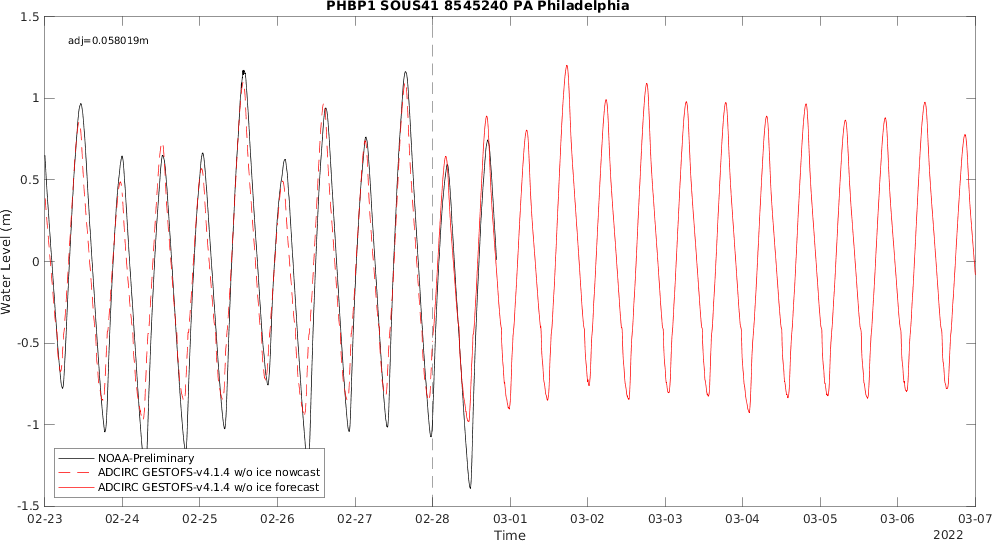 PHBP1 SOUS41 8545240 PA Philadelphia
1.5
adj=0.058019m
1
0.5
0
-0.5
-1
-1.5
Water Level (m)
NOAA-Preliminary
ADCIRC GESTOFS-v4.1.4 w/o ice nowcast
ADCIRC GESTOFS-v4.1.4 w/o ice forecast
02-23 02-24 02-25 02-26 02-27 02-28 03-01 03-02 03-03 03-04 03-05 03-06 03-07
Time
2022